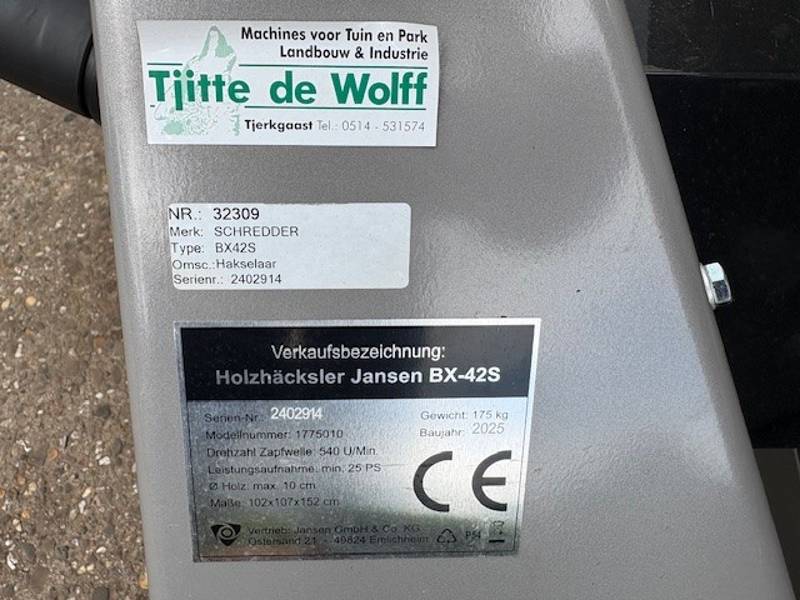 Machines voor Tuin en Park
Landbouw & Industrie
Tjitte de Wolff
Tjerkgaast Tel.: 0514 - 531574
NR.: 32309
Merk: SCHREDDER
Type: BX42S
Omsc.:Hakselaar
Serienr.: 2402914
Verkaufsbezeichnung:
Holzhäcksler Jansen BX-42S
Serien-Nr.: 2402914 Gewicht: 175 kg
Modellnummer: 1775010 Baujahr: 2025
Drehzahl Zapfwelle: 540 U/Min.
Leistungsaufnahme: min. 25 PS
Ø Holz: max. 10 cm
Maße: 102x107x152 cm
CE
Vertrieb: Jansen GmbH & Co. KG
Ostersand 21 - 49824 Emlichheim